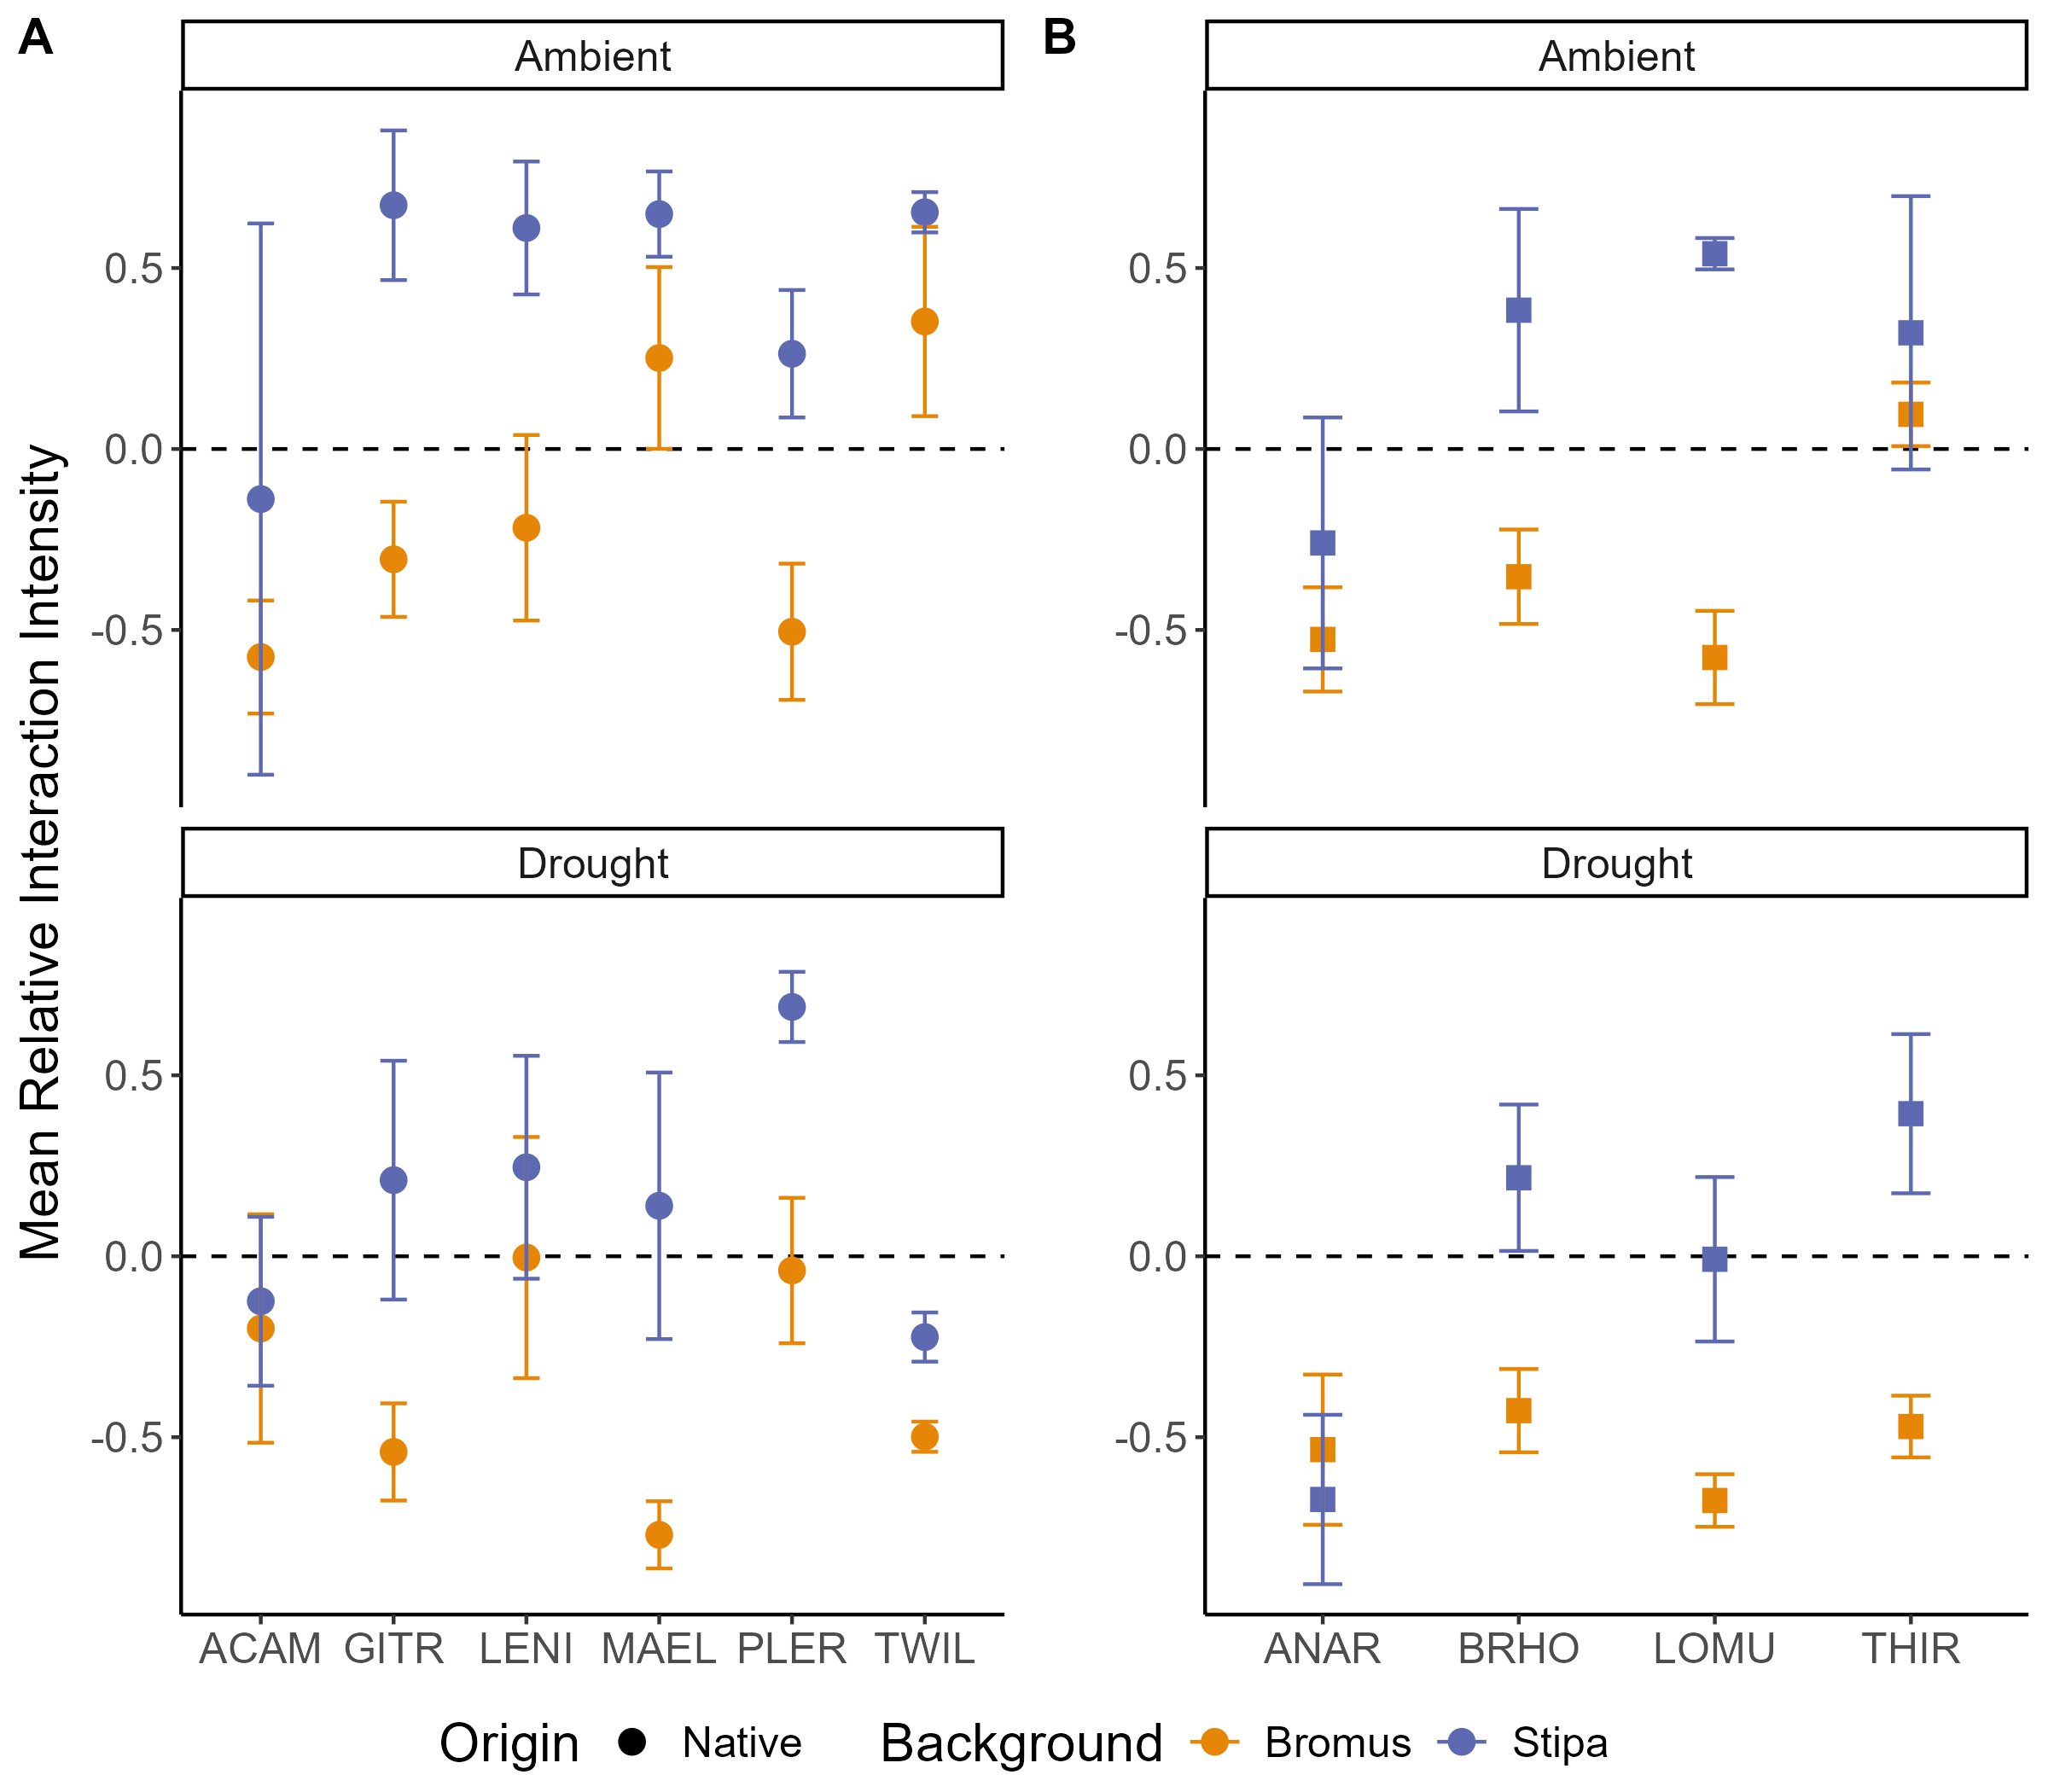 A
B
Ambient
Ambient
Mean Relative Interaction Intensity
0.5
0.0
-0.5
0.5
0.0
-0.5
Drought
Drought
0.5
0.0
-0.5
0.5
0.0
-0.5
ACAM GITR LENI MAEL PLER TWIL
ANAR BRHO LOMU THIR
Origin Native Background Bromus Stipa